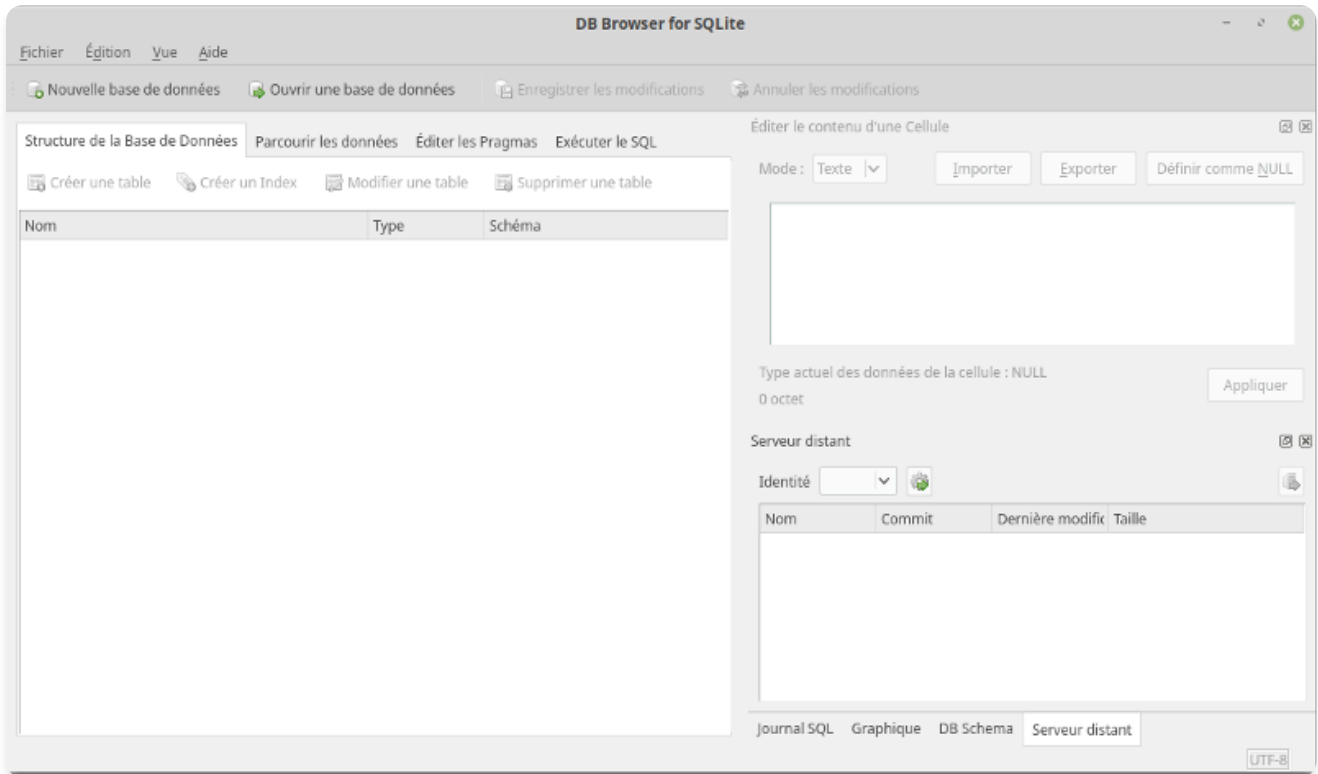 DB Browser for SQLite
Fichier Édition Vue Aide
Nouvelle base de données Ouvrir une base de données Enregistrer les modifications Annuler les modifications
Structure de la Base de Données Parcourir les données Éditer les Pragmas Exécuter le SQL
Créer une table Créer un Index Modifier une table Supprimer une table
Nom Type Schéma
Éditer le contenu d'une Cellule
Mode : Texte Importer Exporter Définir comme NULL
Type actuel des données de la cellule : NULL
0 octet
Appliquer
Serveur distant
Identité
Nom Commit Dernière modific Taille
Journal SQL Graphique DB Schema Serveur distant
UTF-8